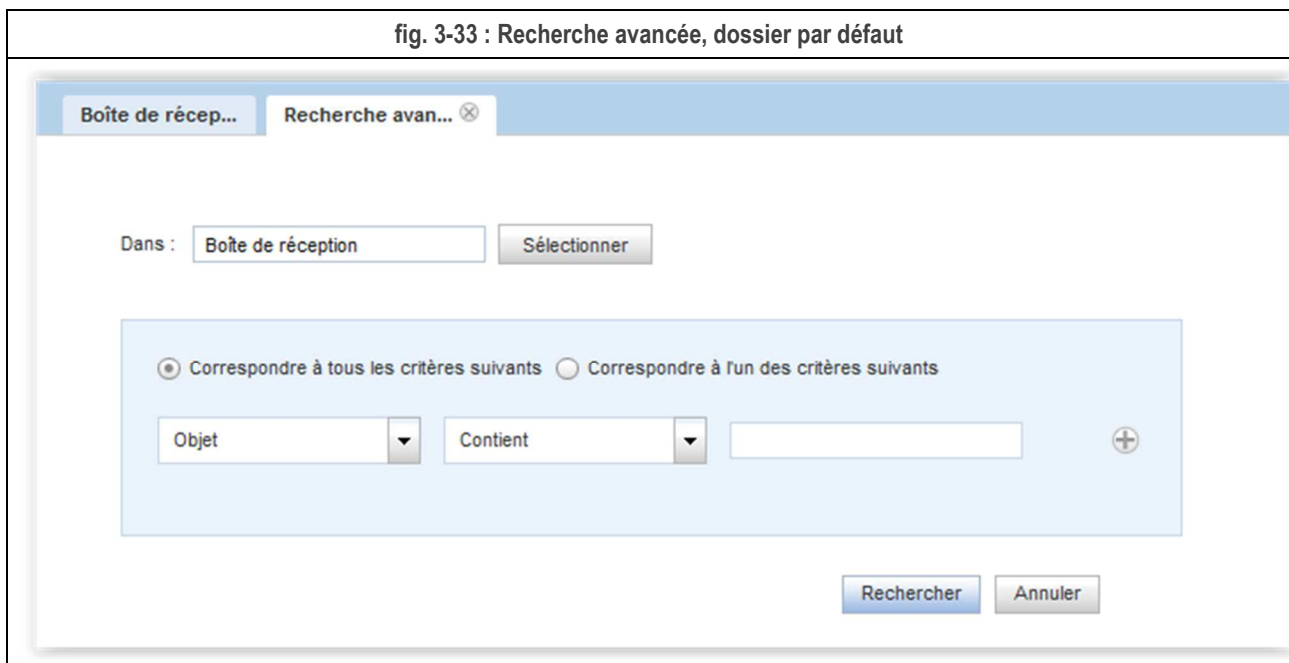 fig. 3-33 : Recherche avancée, dossier par défaut
Boîte de récep... Recherche avan...
Dans : Boîte de réception Sélectionner
Correspondre à tous les critères suivants Correspondre à l'un des critères suivants
Objet Contient
Rechercher Annuler